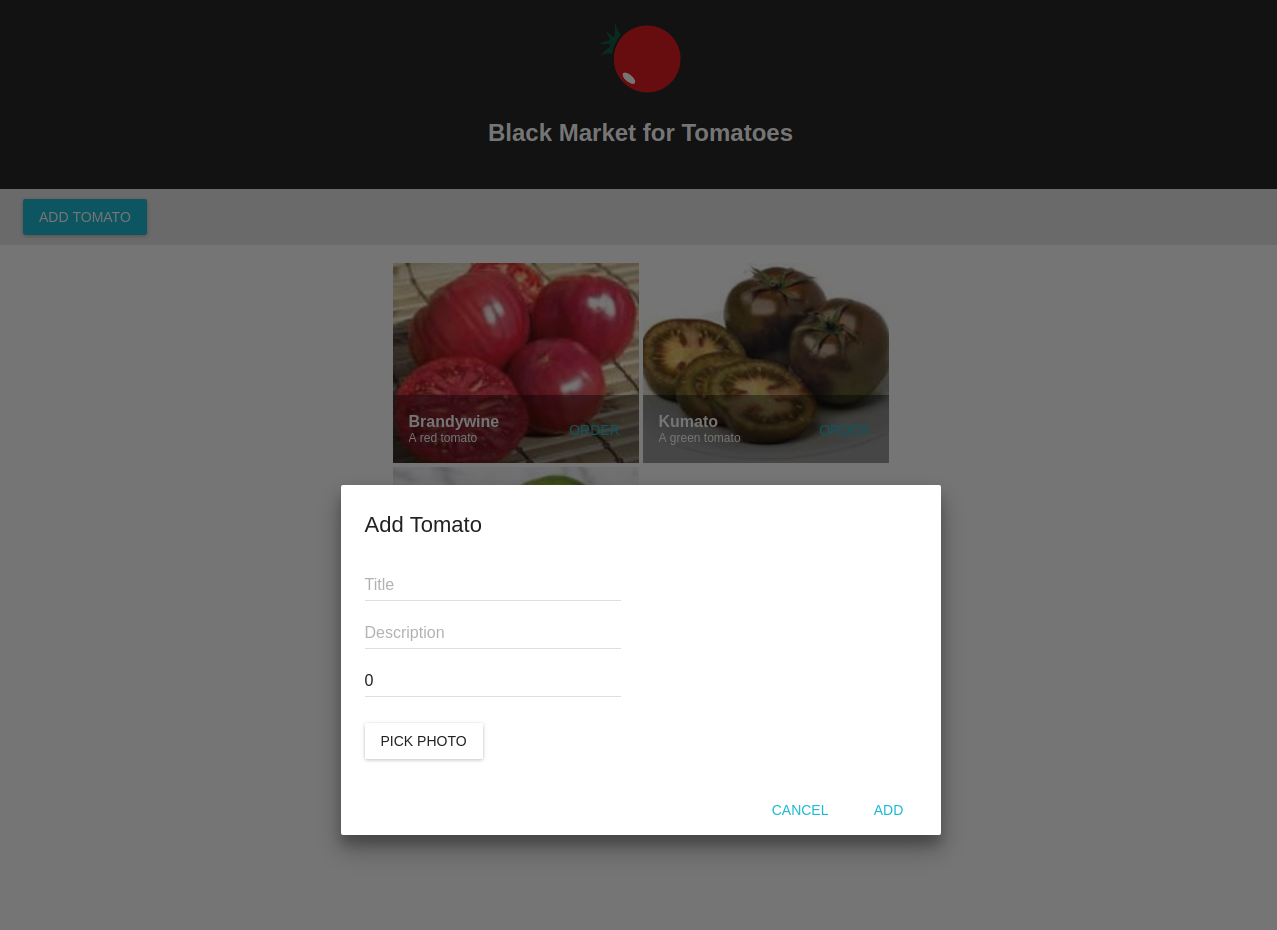 Black Market for Tomatoes
ADD TOMATO
Brandywine
A red tomato
ORDER
Kumato
A green tomato
ORDER
Add Tomato
Title
Description
0
PICK PHOTO
CANCEL
ADD